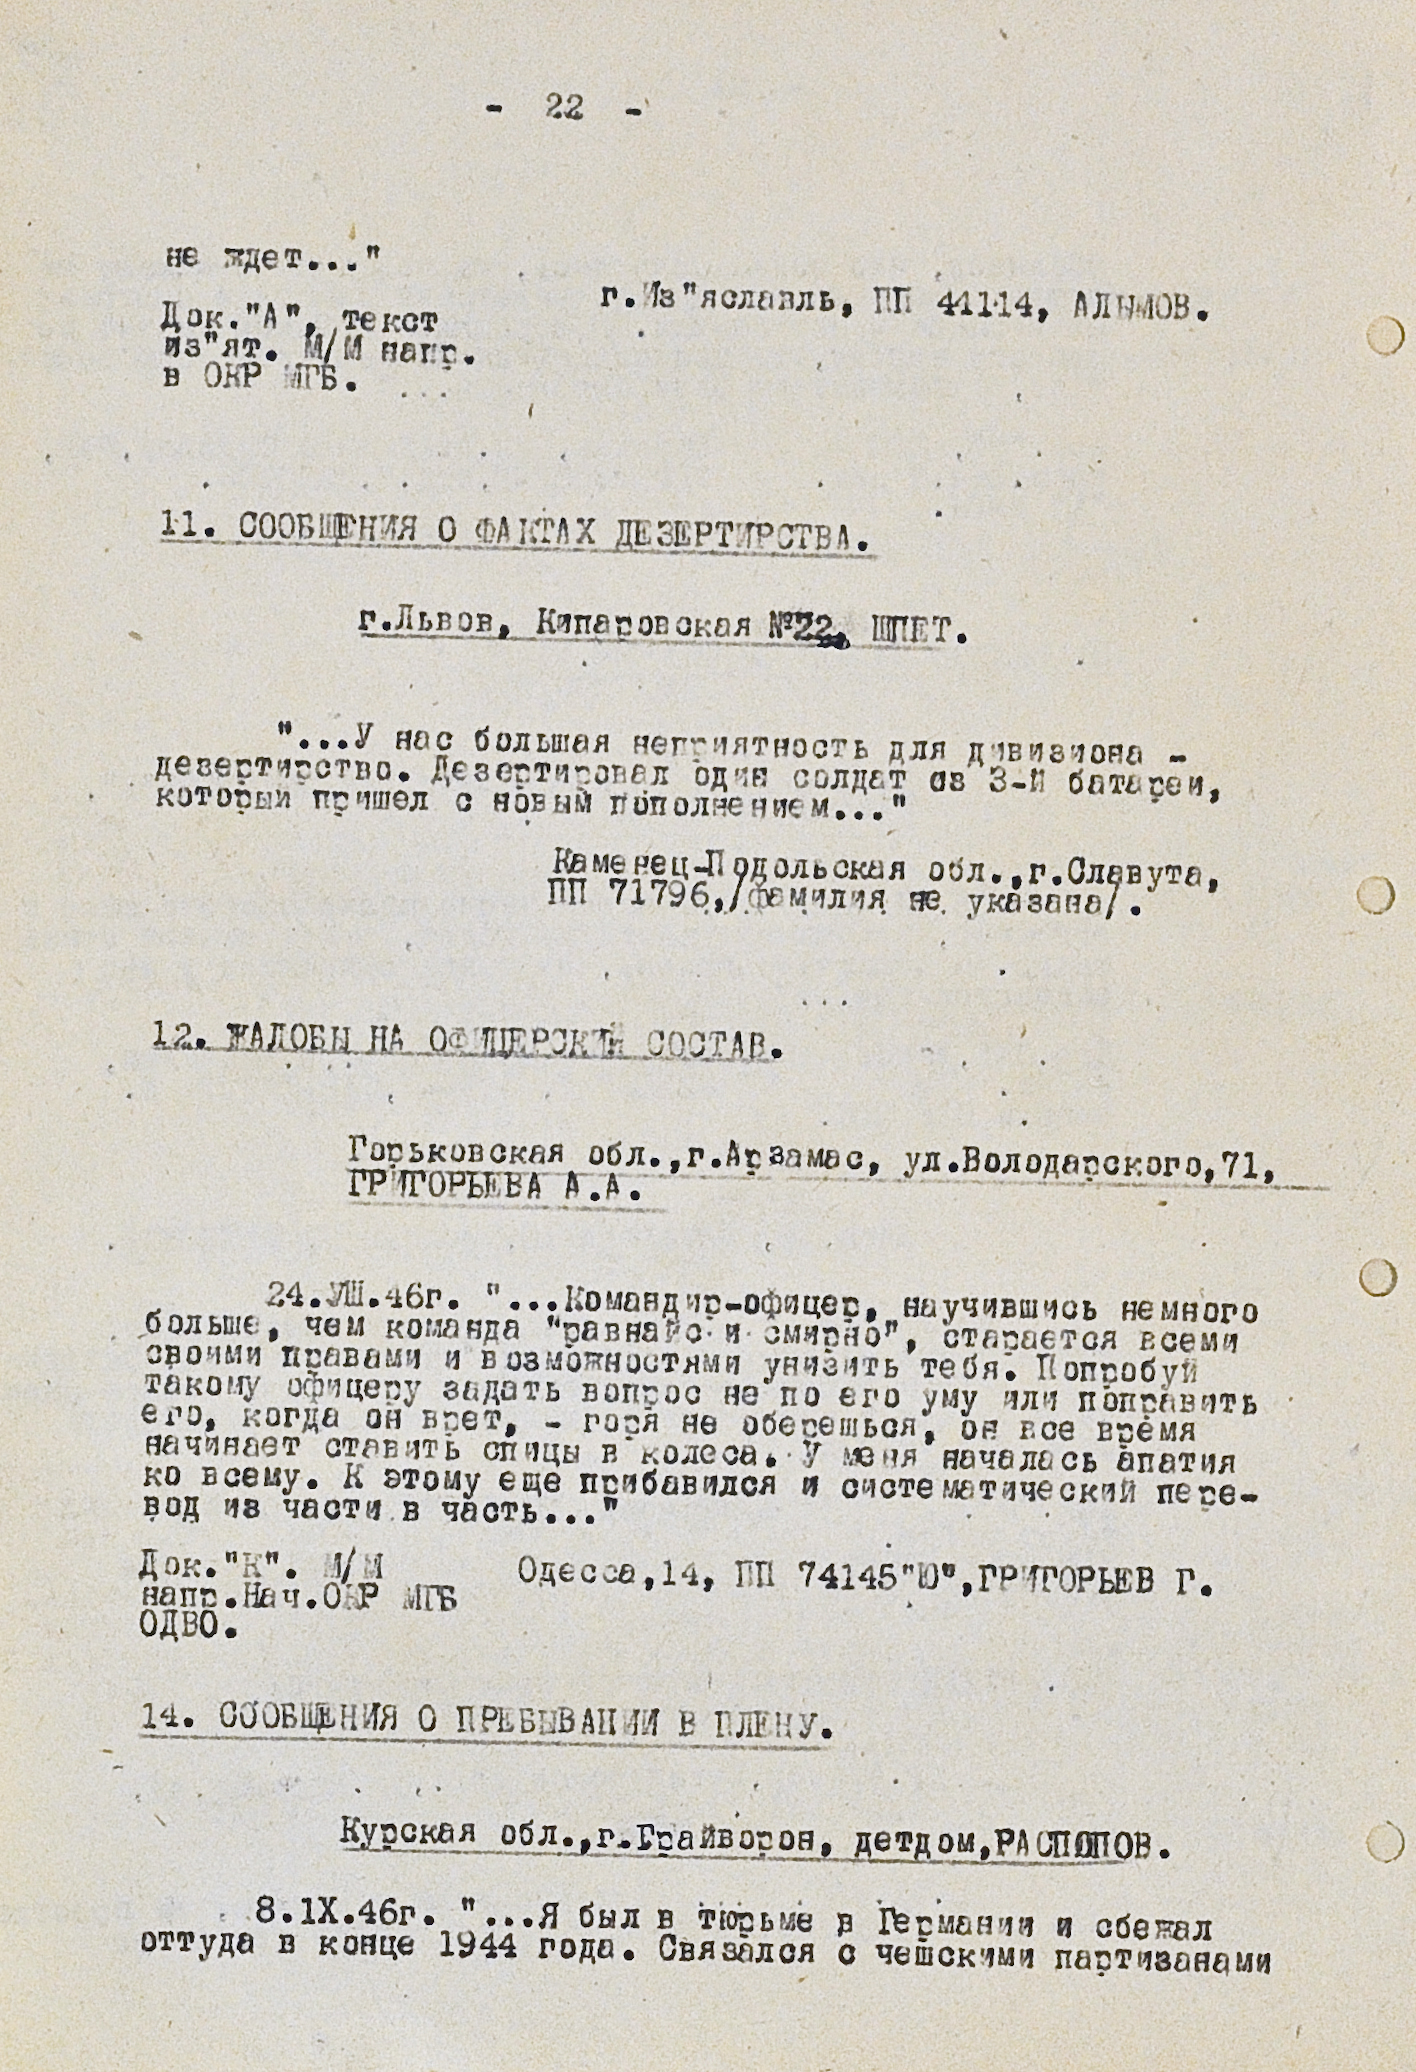 - 22 -
не ждет..."
г.Из"яславль, ПП 44114, АЛЫМОВ.
Док."А", текст
из"ят. М/М напр.
в ОКР МГБ.
11. СООБЩЕНИЯ О ФАКТАХ ДЕЗЕРТИРСТВА.
г.Львов, Кипаровская №22, ШПЕТ.
"...У нас большая неприятность для дивизиона -
дезертирство. Дезертировал один солдат из 3-й батареи,
который пришел с новым пополнением..."
Каменец-Подольская обл.,г.Славута,
ПП 71796,/фамилия не указана/.
12. ЖАЛОБЫ НА ОФИЦЕРСКИЙ СОСТАВ.
Горьковская обл.,г.Арзамас, ул.Володарского,71,
ГРИГОРЬЕВА А.А.
24.УШ.46г. "...Командир-офицер, научившись немного
больше, чем команда "равняйс и смирно", старается всеми
своими правами и возможностями унизить тебя. Попробуй
такому офицеру задать вопрос не по его уму или поправить
его, когда он врет, - горя не оберешься, он все время
начинает ставить спицы в колеса. У меня началась апатия
ко всему. К этому еще прибавился и систематический пере-
вод из части в часть..."
Док."К". М/М
напр.Нач.ОКР МГБ
ОДВО.
Одесса,14, ПП 74145"Ю",ГРИГОРЬЕВ Г.
14. СООБЩЕНИЯ О ПРЕБЫВАНИИ В ПЛЕНУ.
Курская обл.,г.Грайворон, детдом,РАСПОПОВ.
8.1Х.46г. "...Я был в тюрьме в Германии и сбежал
оттуда в конце 1944 года. Связался с чешскими партизанами